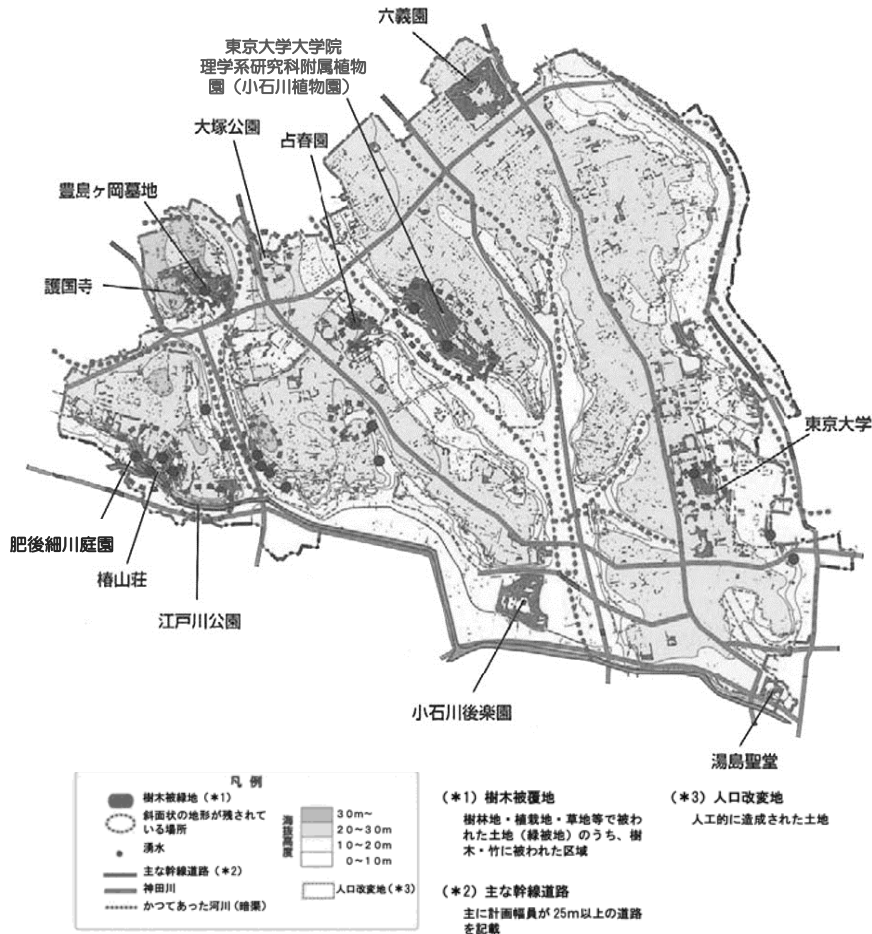 六義園
東京大学大学院
理学系研究科附属植物
園（小石川植物園）
大塚公園
占春園
豊島ヶ岡墓地
護国寺
東京大学
肥後細川庭園
椿山荘
江戸川公園
小石川後楽園
湯島聖堂
凡 例
樹木被緑地（*1）
斜面状の地形が残されて
いる場所
湧水
主な幹線道路（*2）
神田川
かつてあった河川（暗渠）
海抜高度
30m～
20～30m
10～20m
0～10m
人口改変地（*3）
（*1）樹木被覆地
樹林地・植栽地・草地等で被わ
れた土地（緑被地）のうち、樹
木・竹に被われた区域
（*2）主な幹線道路
主に計画幅員が25m以上の道路
を記載
（*3）人口改変地
人工的に造成された土地